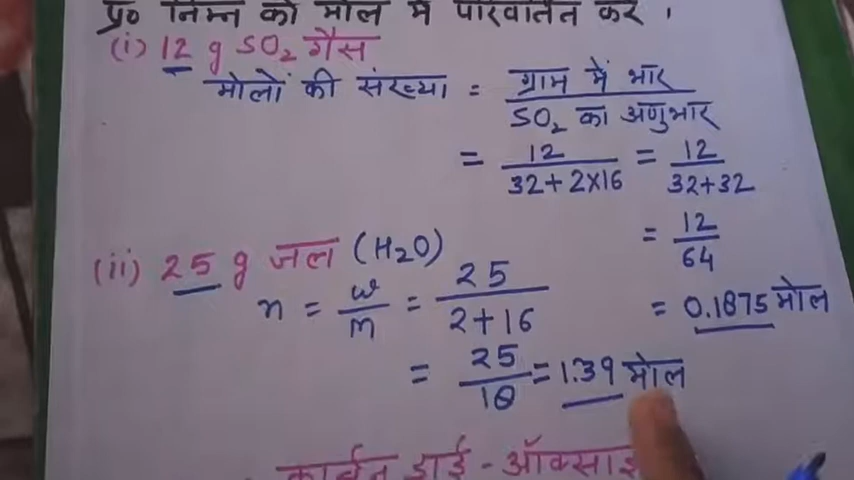 प्र० निम्न को मोल में परिवर्तित करें ।
(i) 12 g SO₂ गैस
मोलों की संख्या = ग्राम में भार / SO₂ का अणुभार
= 12 / 32+2×16 = 12 / 32+32
= 12 / 64
= 0.1875 मोल
(ii) 25 g जल (H₂O)
n = w / m = 25 / 2+16
= 25 / 18 = 1.39 मोल
कार्बन डाई-ऑक्साइ